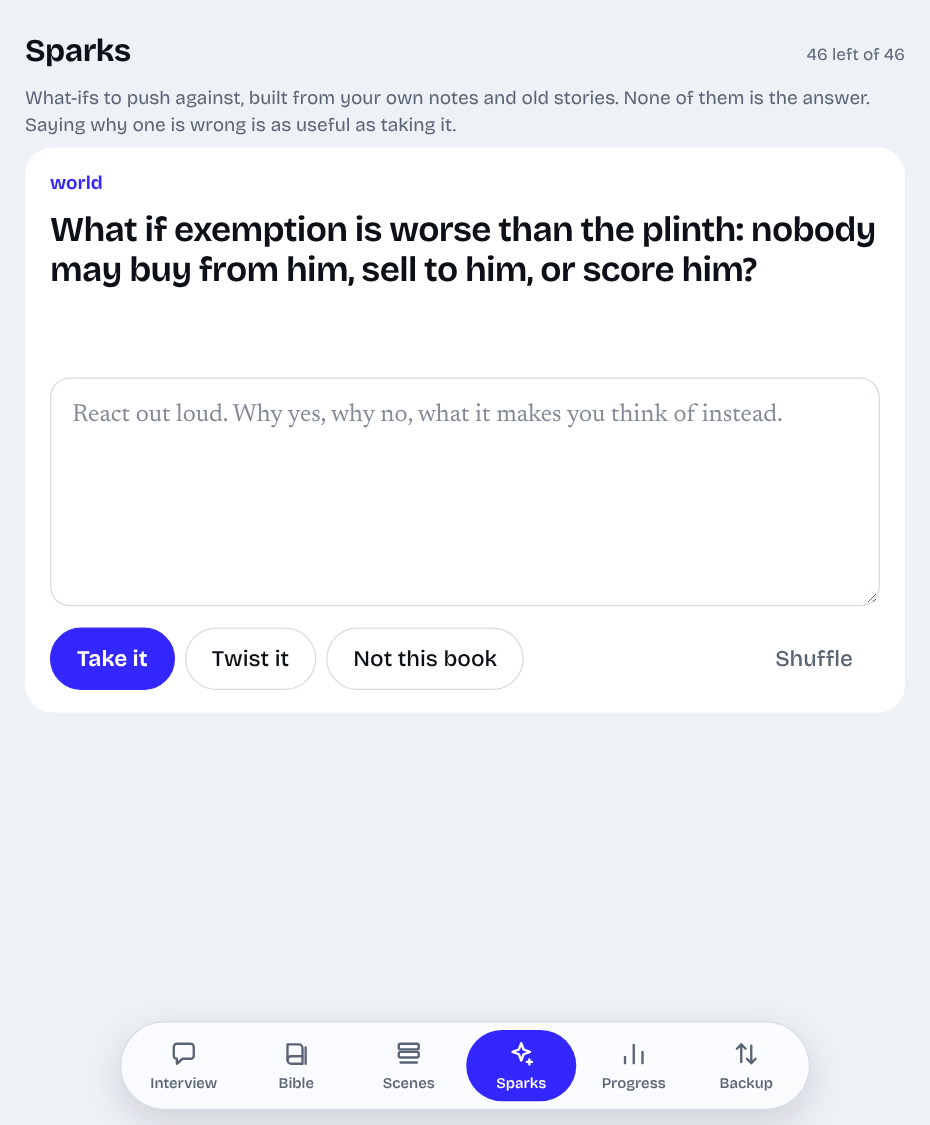 Sparks
46 left of 46
What-ifs to push against, built from your own notes and old stories. None of them is the answer.
Saying why one is wrong is as useful as taking it.
world
What if exemption is worse than the plinth: nobody
may buy from him, sell to him, or score him?
React out loud. Why yes, why no, what it makes you think of instead.
Take it
Twist it
Not this book
Shuffle
Interview
Bible
Scenes
Sparks
Progress
Backup